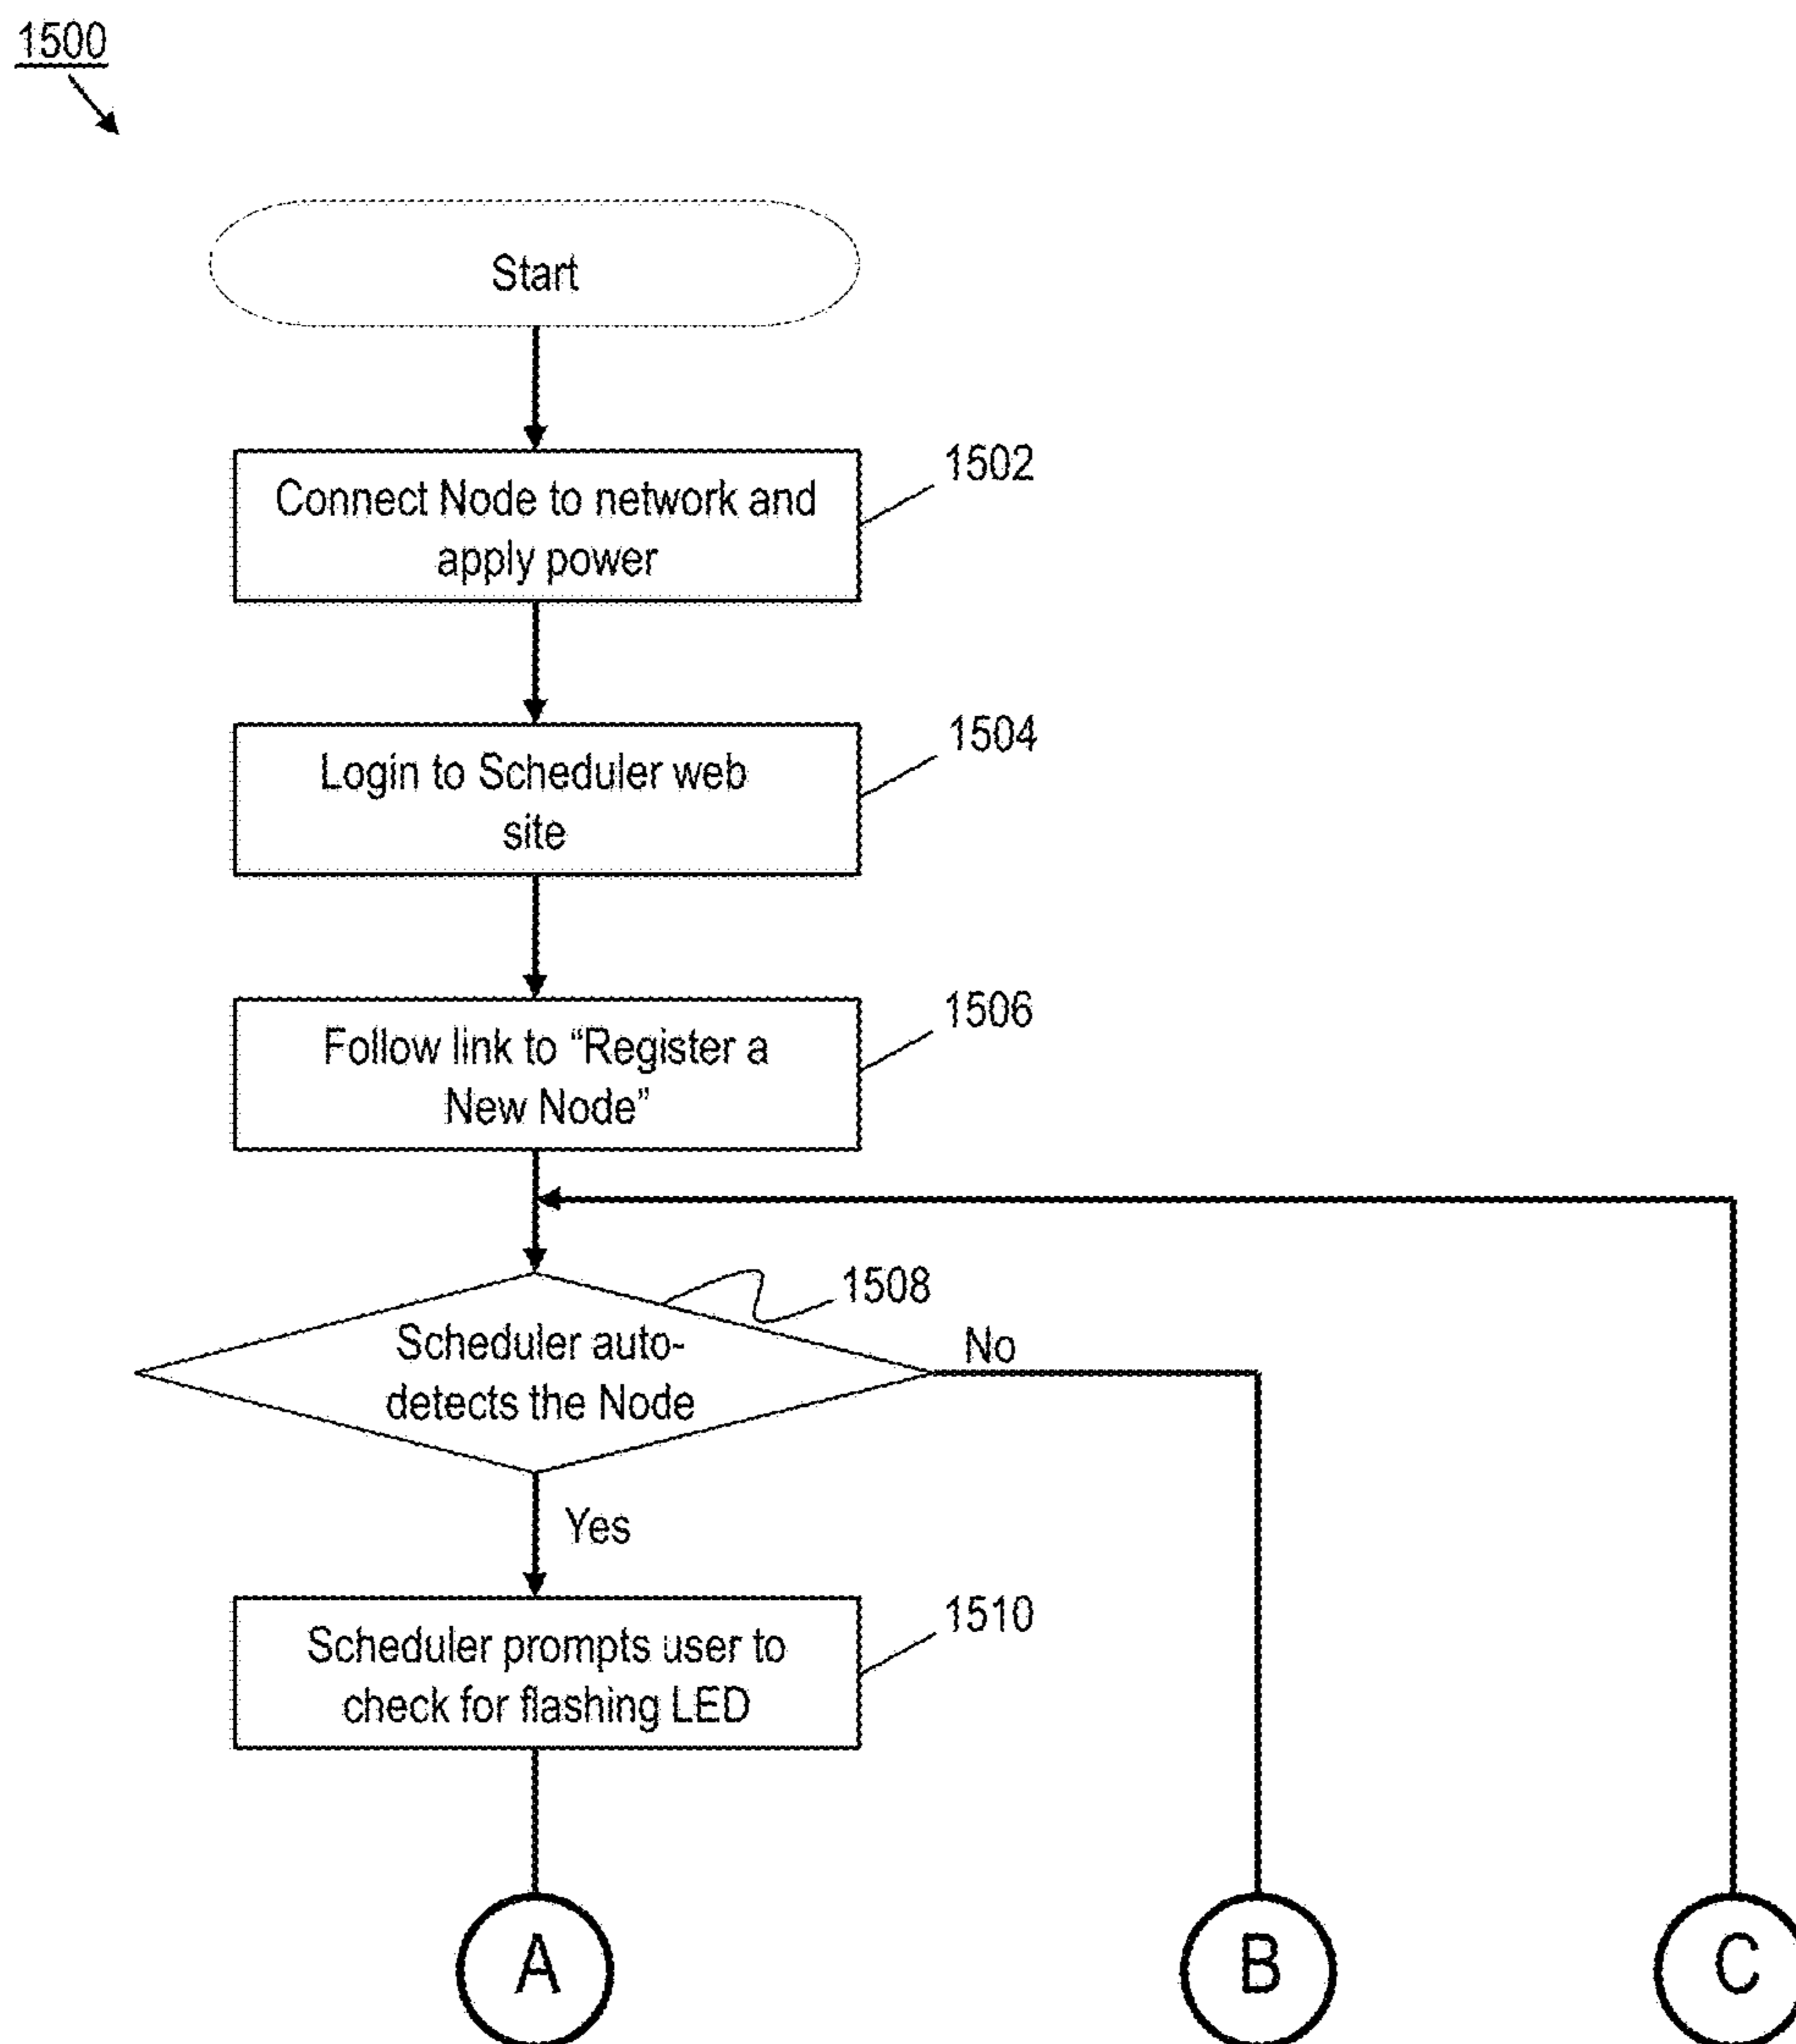 1500
Start
Connect Node to network and
apply power
1502
Login to Scheduler web
site
1504
Follow link to “Register a
New Node”
1506
1508
Scheduler auto-
detects the Node
No
Yes
Scheduler prompts user to
check for flashing LED
1510
A
B
C